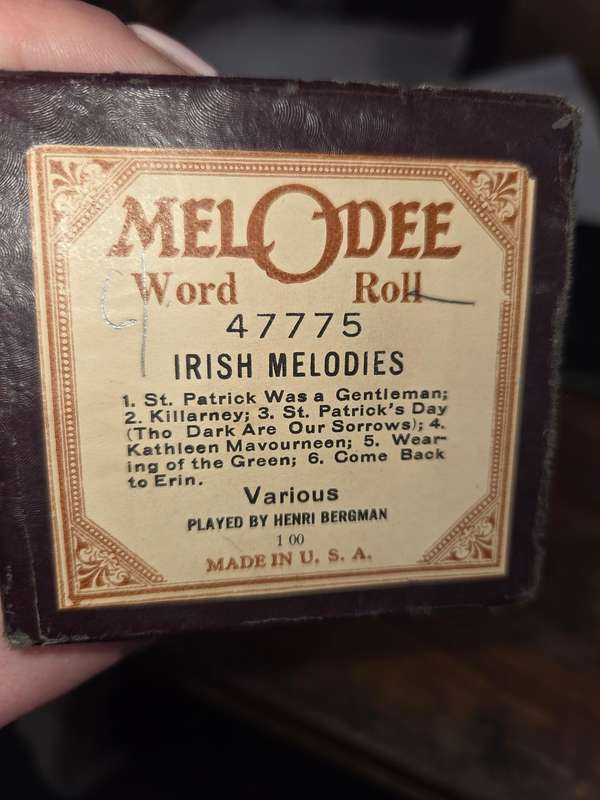 MELODEE
Word Roll
47775
IRISH MELODIES
1. St. Patrick Was a Gentleman;
2. Killarney; 3. St. Patrick's Day
(Tho Dark Are Our Sorrows); 4.
Kathleen Mavourneen; 5. Wear-
ing of the Green; 6. Come Back
to Erin.
Various
PLAYED BY HENRI BERGMAN
1 00
MADE IN U. S. A.